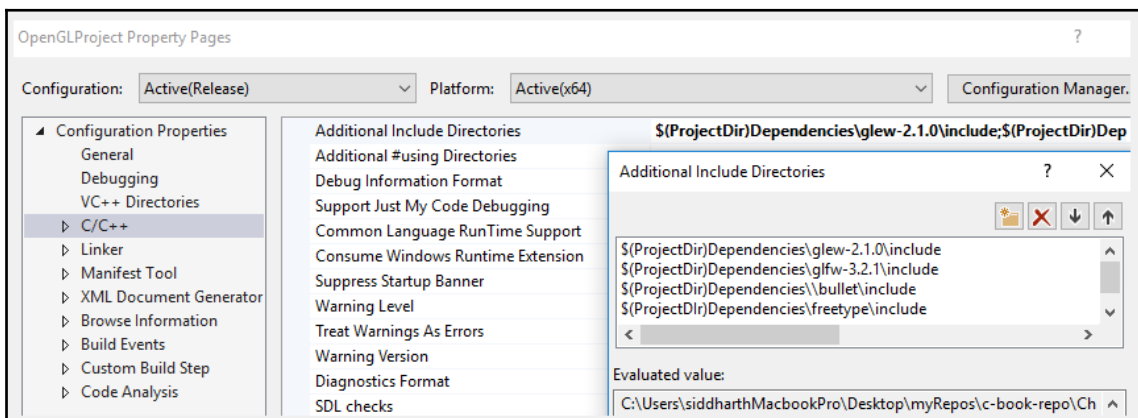 OpenGLProject Property Pages
?
Configuration: Active(Release) Platform: Active(x64) Configuration Manager.
Configuration Properties
General
Debugging
VC++ Directories
C/C++
Linker
Manifest Tool
XML Document Generator
Browse Information
Build Events
Custom Build Step
Code Analysis
Additional Include Directories $(ProjectDir)Dependencies\glew-2.1.0\include;$(ProjectDir)Dep
Additional #using Directories
Debug Information Format
Support Just My Code Debugging
Common Language RunTime Support
Consume Windows Runtime Extension
Suppress Startup Banner
Warning Level
Treat Warnings As Errors
Warning Version
Diagnostics Format
SDL checks
Additional Include Directories ?
$(ProjectDIr)Dependencies\glew-2.1.0\include
$(ProjectDIr)Dependencies\glfw-3.2.1\include
$(ProjectDIr)Dependencies\\bullet\include
$(ProjectDIr)Dependencies\freetype\include
Evaluated value:
C:\Users\siddharthMacbookPro\Desktop\myRepos\c-book-repo\Ch